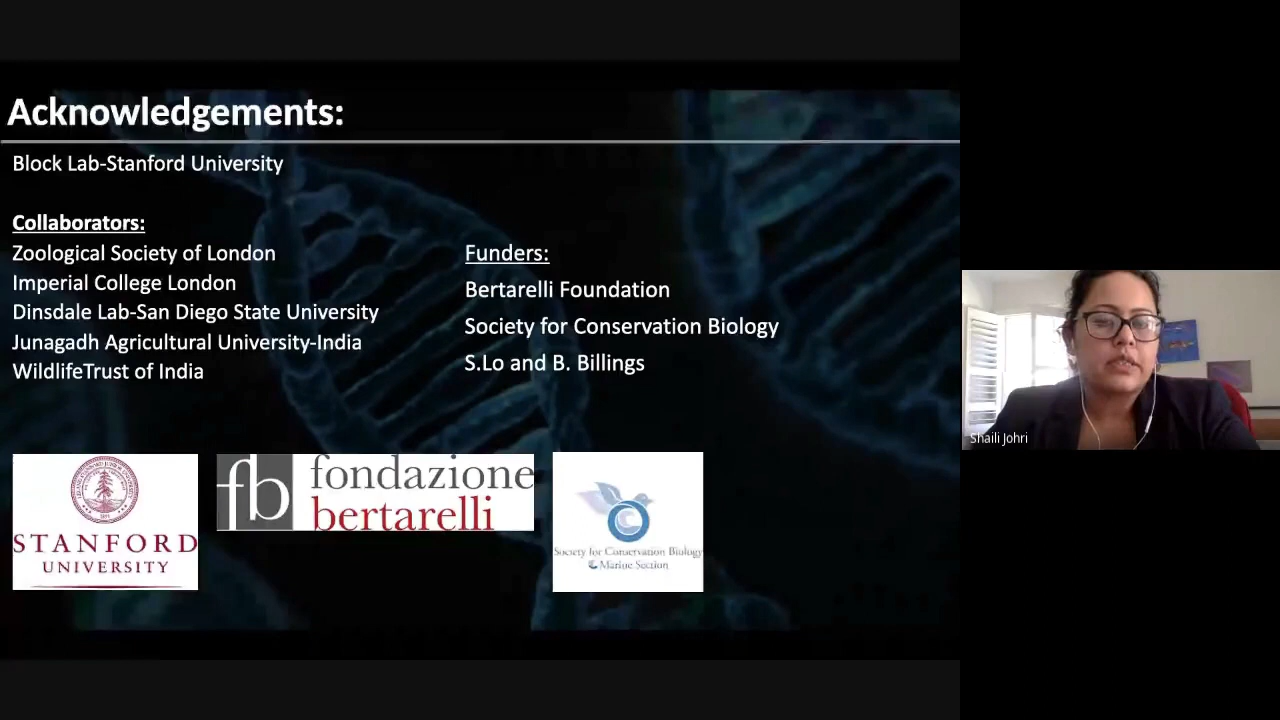 Acknowledgements:
Block Lab-Stanford University
Collaborators:
Zoological Society of London
Imperial College London
Dinsdale Lab-San Diego State University
Junagadh Agricultural University-India
WildlifeTrust of India
Funders:
Bertarelli Foundation
Society for Conservation Biology
S.Lo and B. Billings
STANFORD
UNIVERSITY
fb
fondazione
bertarelli
Society for Conservation Biology
Marine Section
Shaili Johri